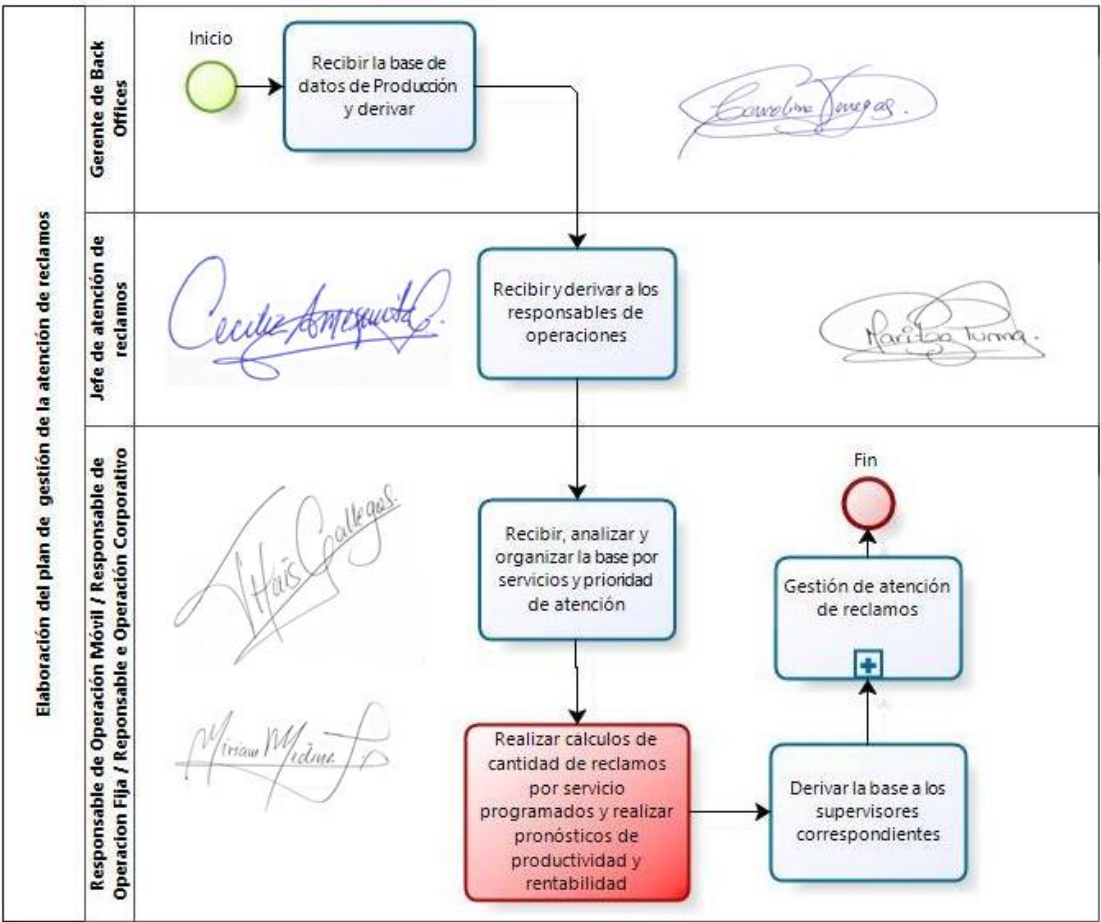 Elaboración del plan de gestión de la atención de reclamos
Gerente de Back
Offices
Inicio
Recibir la base de
datos de Producción
y derivar
Jefe de atención de
reclamos
Recibir y derivar a los
responsables de
operaciones
Responsable de Operación Móvil / Responsable de
Operacion Fija / Reponsable e Operación Corporativo
Recibir, analizar y
organizar la base por
servicios y prioridad
de atención
Realizar cálculos de
cantidad de reclamos
por servicio
programados y realizar
pronósticos de
productividad y
rentabilidad
Derivar la base a los
supervisores
correspondientes
Gestión de atención
de reclamos
Fin